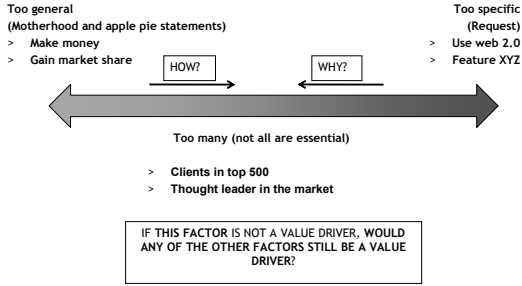 Too general
(Motherhood and apple pie statements)
> Make money
> Gain market share
Too specific
(Request)
> Use web 2.0
> Feature XYZ
HOW?
WHY?
Too many (not all are essential)
> Clients in top 500
> Thought leader in the market
IF THIS FACTOR IS NOT A VALUE DRIVER, WOULD
ANY OF THE OTHER FACTORS STILL BE A VALUE
DRIVER?